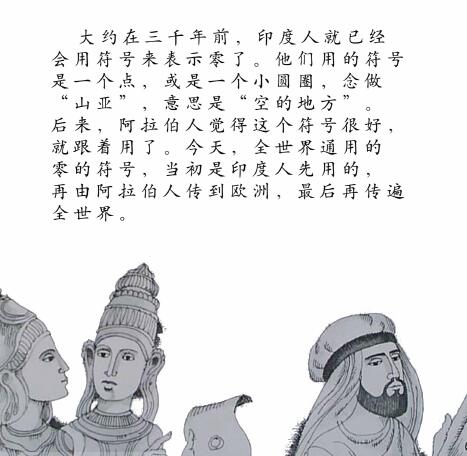 大约在三千年前，印度人就已经
会用符号来表示零了。他们用的符号
是一个点，或是一个小圆圈，念做
“山亚”，意思是“空的地方”。
后来，阿拉伯人觉得这个符号很好，
就跟着用了。今天，全世界通用的
零的符号，当初是印度人先用的，
再由阿拉伯人传到欧洲，最后再传遍
全世界。